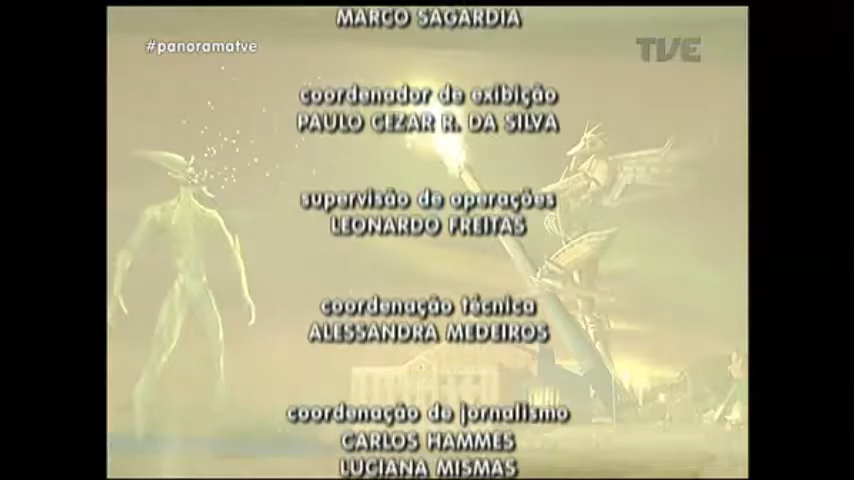 MARCO SAGARDIA
#panoramatve
TVE
coordenador de exibição
PAULO CEZAR R. DA SILVA
supervisão de operações
LEONARDO FREITAS
coordenação técnica
ALESSANDRA MEDEIROS
coordenação de jornalismo
CARLOS HAMMES
LUCIANA MISMAS